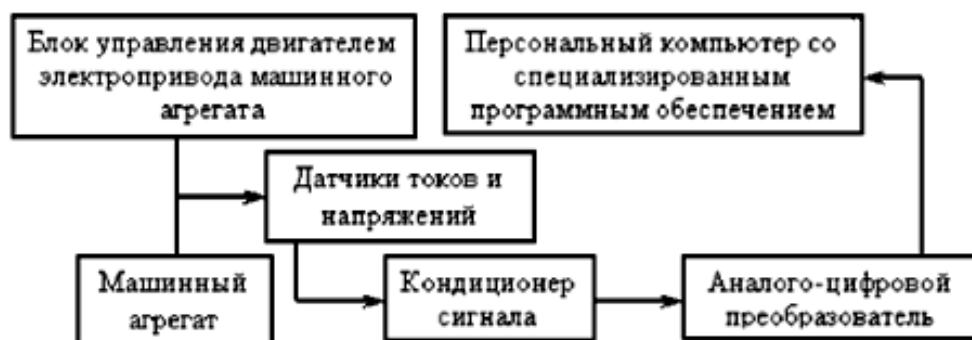 Блок управления двигателем
электропривода машинного
агрегата
Персональный компьютер со
специализированным
программным обеспечением
Датчики токов и
напряжений
Машинный
агрегат
Кондиционер
сигнала
Аналого-цифровой
преобразователь